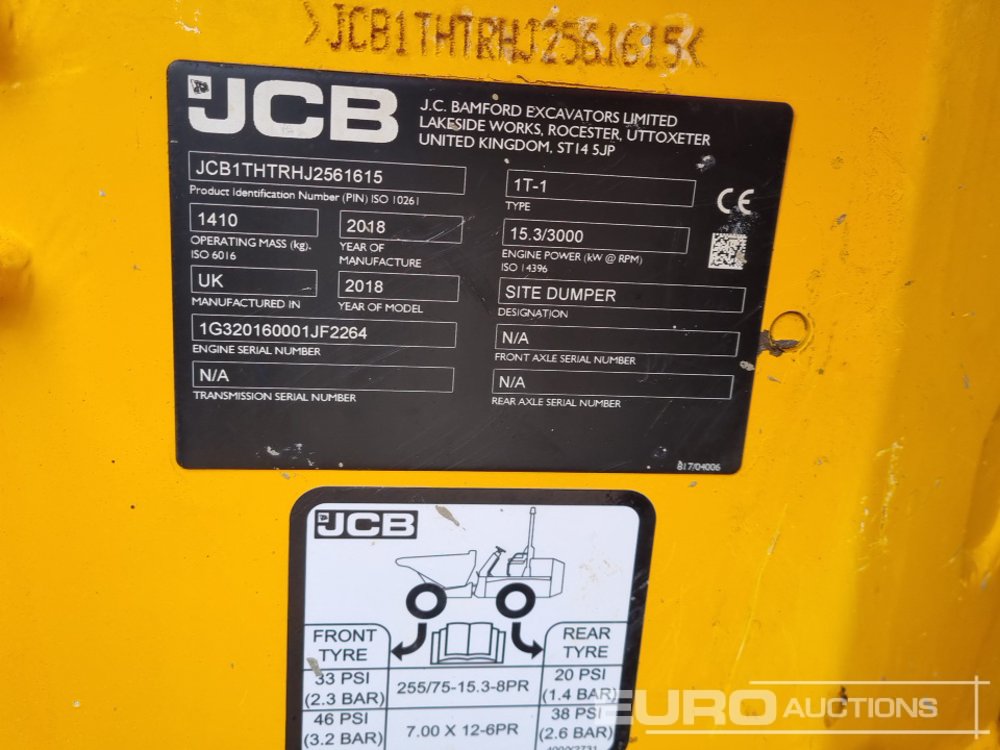 >JCB1THTRHJ2561615<
JCB
J.C. BAMFORD EXCAVATORS LIMITED
LAKESIDE WORKS, ROCESTER, UTTOXETER
UNITED KINGDOM, ST14 5JP
JCB1THTRHJ2561615
Product Identification Number (PIN) ISO 10261
1T-1
TYPE
CE
1410
OPERATING MASS (kg).
ISO 6016
2018
YEAR OF
MANUFACTURE
15.3/3000
ENGINE POWER (kW @ RPM)
ISO 14396
UK
MANUFACTURED IN
2018
YEAR OF MODEL
SITE DUMPER
DESIGNATION
1G320160001JF2264
ENGINE SERIAL NUMBER
N/A
FRONT AXLE SERIAL NUMBER
N/A
TRANSMISSION SERIAL NUMBER
N/A
REAR AXLE SERIAL NUMBER
817/04006
JCB
FRONT
TYRE
REAR
TYRE
33 PSI
(2.3 BAR)
255/75-15.3-8PR
20 PSI
(1.4 BAR)
46 PSI
(3.2 BAR)
7.00 X 12-6PR
38 PSI
(2.6 BAR)
EURO AUCTIONS